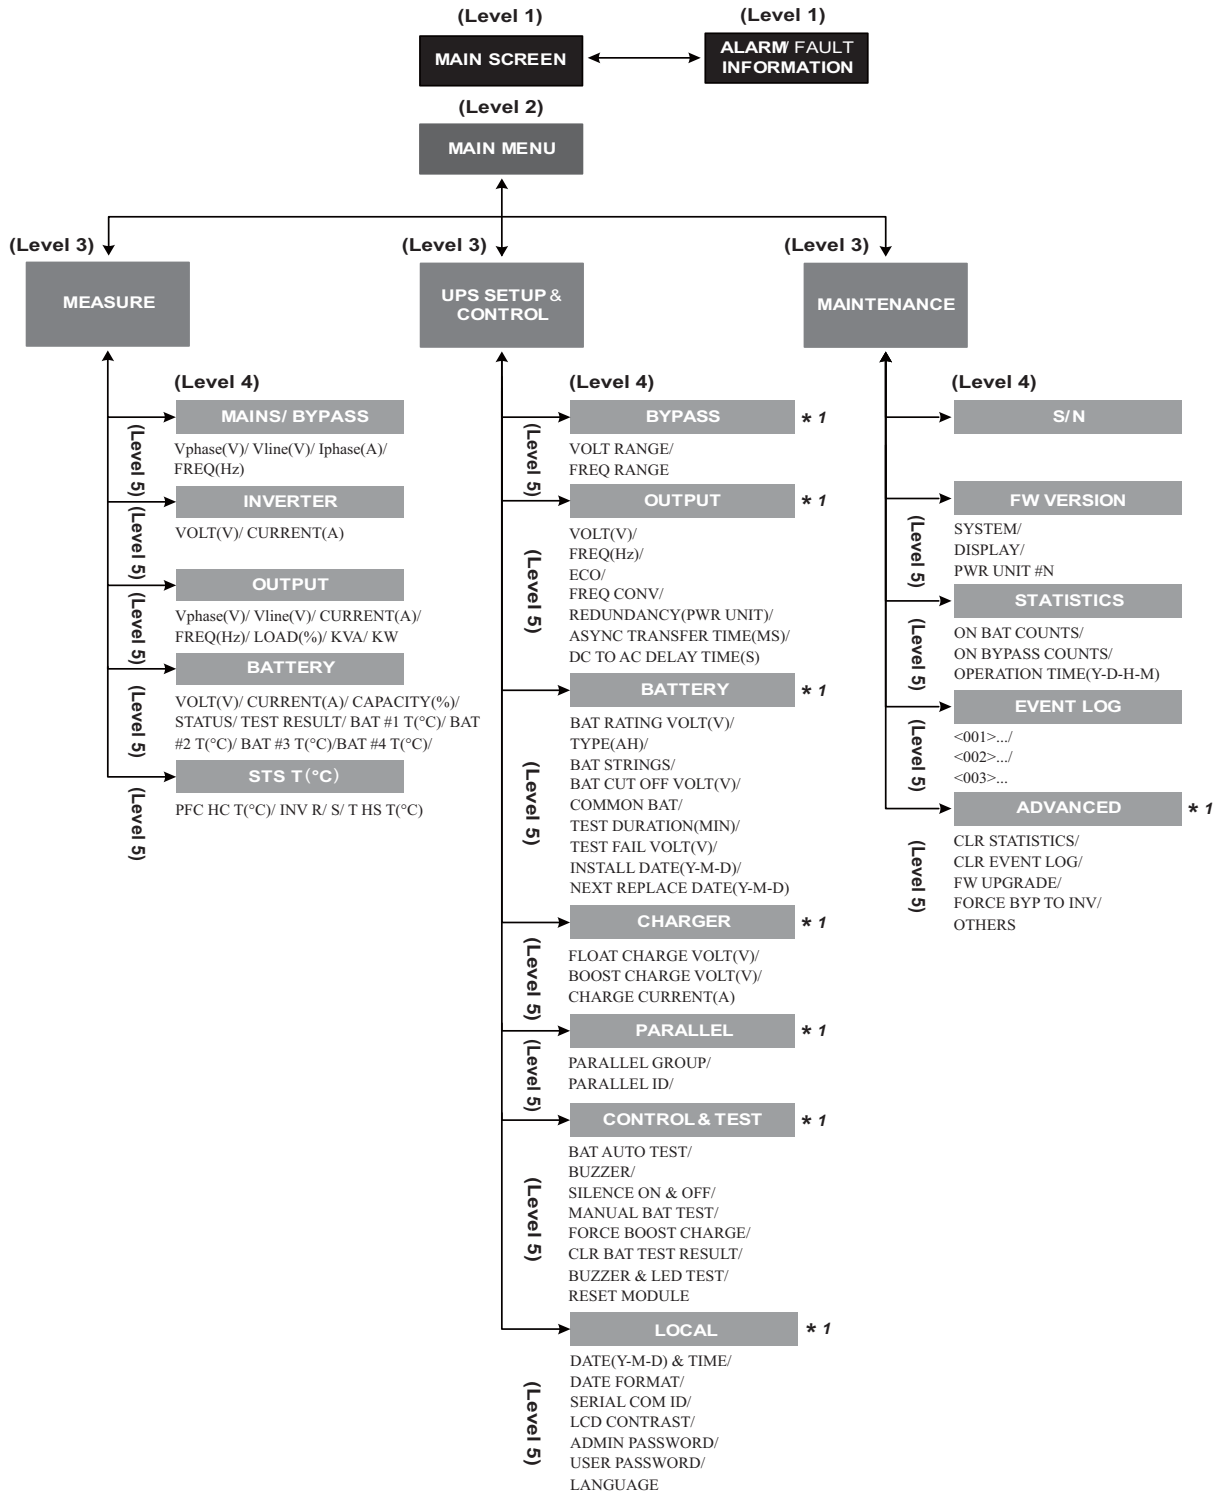 (Level 1)
(Level 1)
MAIN SCREEN
ALARM/ FAULT
INFORMATION
(Level 2)
MAIN MENU
(Level 3)
(Level 3)
(Level 3)
MEASURE
UPS SETUP &
CONTROL
MAINTENANCE
(Level 4)
MAINS/ BYPASS
(Level 5)
Vphase(V)/ Vline(V)/ Iphase(A)/
FREQ(Hz)
INVERTER
(Level 5)
VOLT(V)/ CURRENT(A)
OUTPUT
(Level 5)
Vphase(V)/ Vline(V)/ CURRENT(A)/
FREQ(Hz)/ LOAD(%)/ KVA/ KW
BATTERY
(Level 5)
VOLT(V)/ CURRENT(A)/ CAPACITY(%)/
STATUS/ TEST RESULT/ BAT #1 T(°C)/ BAT
#2 T(°C)/ BAT #3 T(°C)/BAT #4 T(°C)/
STS T(°C)
(Level 5)
PFC HC T(°C)/ INV R/ S/ T HS T(°C)
(Level 4)
BYPASS * 1
(Level 5)
VOLT RANGE/
FREQ RANGE
OUTPUT * 1
(Level 5)
VOLT(V)/
FREQ(Hz)/
ECO/
FREQ CONV/
REDUNDANCY(PWR UNIT)/
ASYNC TRANSFER TIME(MS)/
DC TO AC DELAY TIME(S)
BATTERY * 1
(Level 5)
BAT RATING VOLT(V)/
TYPE(AH)/
BAT STRINGS/
BAT CUT OFF VOLT(V)/
COMMON BAT/
TEST DURATION(MIN)/
TEST FAIL VOLT(V)/
INSTALL DATE(Y-M-D)/
NEXT REPLACE DATE(Y-M-D)
CHARGER * 1
(Level 5)
FLOAT CHARGE VOLT(V)/
BOOST CHARGE VOLT(V)/
CHARGE CURRENT(A)
PARALLEL * 1
(Level 5)
PARALLEL GROUP/
PARALLEL ID/
CONTROL & TEST * 1
(Level 5)
BAT AUTO TEST/
BUZZER/
SILENCE ON & OFF/
MANUAL BAT TEST/
FORCE BOOST CHARGE/
CLR BAT TEST RESULT/
BUZZER & LED TEST/
RESET MODULE
LOCAL * 1
(Level 5)
DATE(Y-M-D) & TIME/
DATE FORMAT/
SERIAL COM ID/
LCD CONTRAST/
ADMIN PASSWORD/
USER PASSWORD/
LANGUAGE
(Level 4)
S/N
FW VERSION
(Level 5)
SYSTEM/
DISPLAY/
PWR UNIT #N
STATISTICS
(Level 5)
ON BAT COUNTS/
ON BYPASS COUNTS/
OPERATION TIME(Y-D-H-M)
EVENT LOG
(Level 5)
<001>.../
<002>.../
<003>...
ADVANCED * 1
(Level 5)
CLR STATISTICS/
CLR EVENT LOG/
FW UPGRADE/
FORCE BYP TO INV/
OTHERS